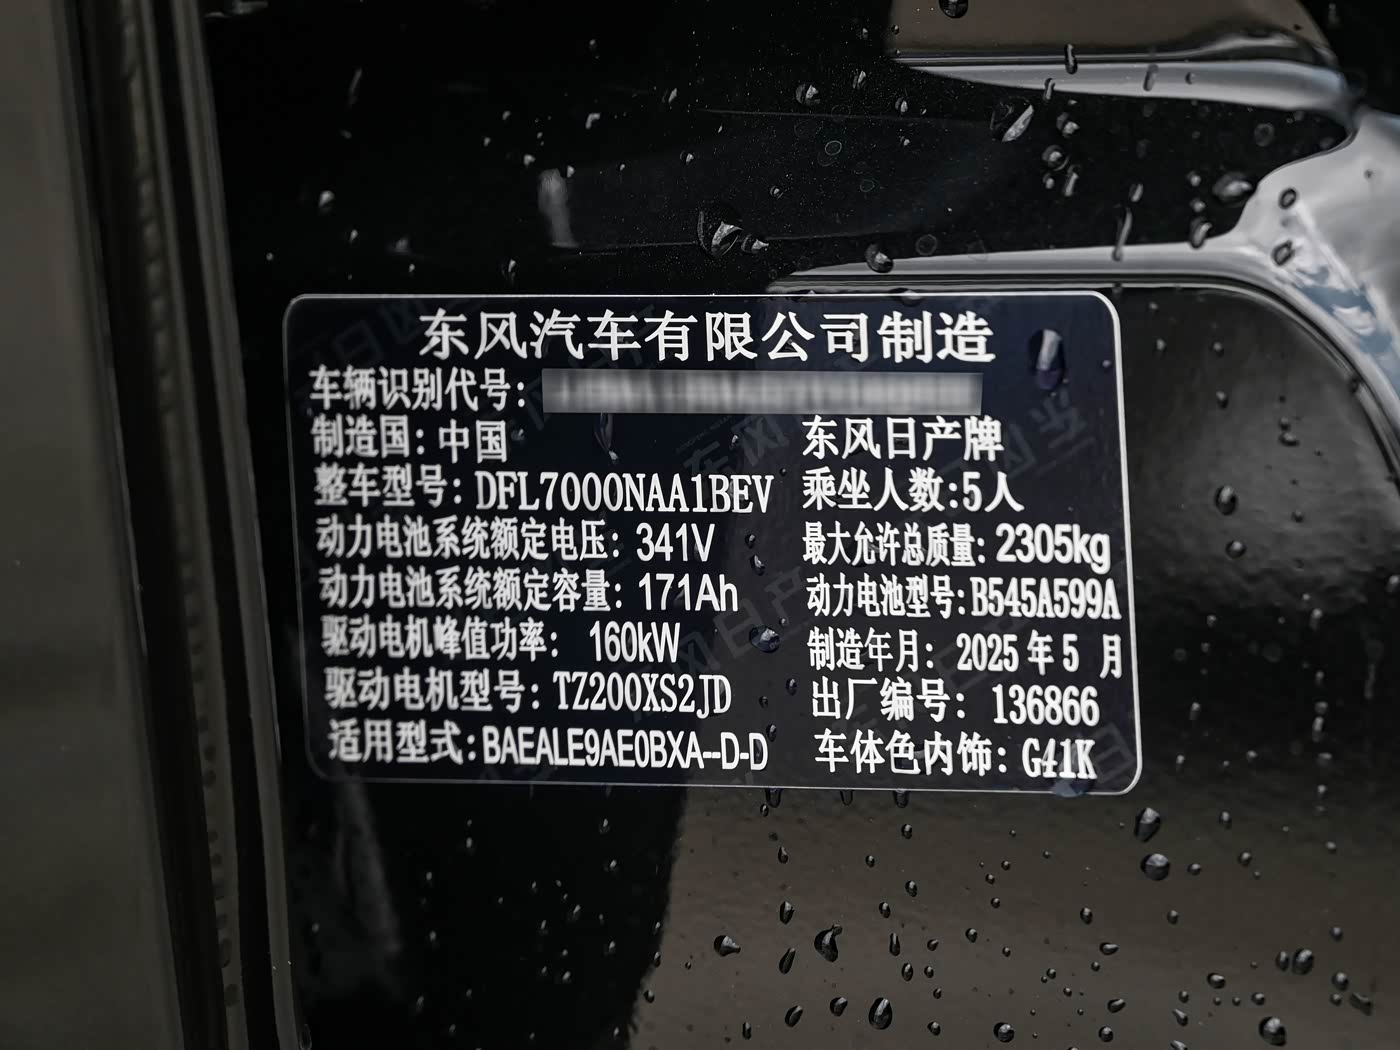 东风汽车有限公司制造
车辆识别代号：
制造国：中国 东风日产牌
整车型号：DFL7000NAA1BEV 乘坐人数:5人
动力电池系统额定电压：341V 最大允许总质量：2305kg
动力电池系统额定容量：171Ah 动力电池型号:B545A599A
驱动电机峰值功率： 160kW 制造年月： 2025 年 5 月
驱动电机型号：TZ200XS2JD 出厂编号： 136866
适用型式:BAEALE9AE0BXA--D-D 车体色内饰：G41K